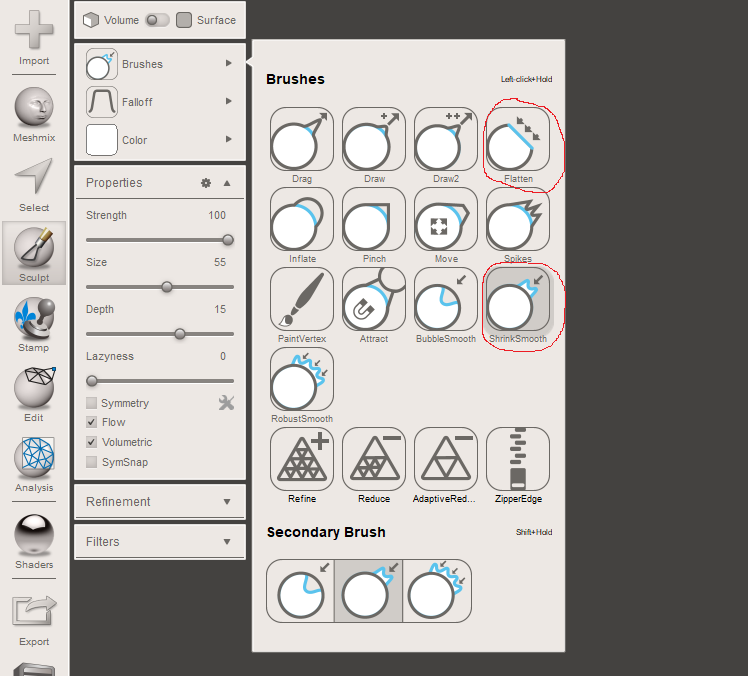 Import
Meshmix
Select
Sculpt
Stamp
Edit
Analysis
Shaders
Export
Volume Surface
Brushes
Falloff
Color
Properties
Strength 100
Size 55
Depth 15
Lazyness 0
Symmetry
Flow
Volumetric
SymSnap
Refinement
Filters
Brushes Left-click+Hold
Drag Draw Draw2 Flatten
Inflate Pinch Move Spikes
PaintVertex Attract BubbleSmooth ShrinkSmooth
RobustSmooth
Refine Reduce AdaptiveRed... ZipperEdge
Secondary Brush Shift+Hold